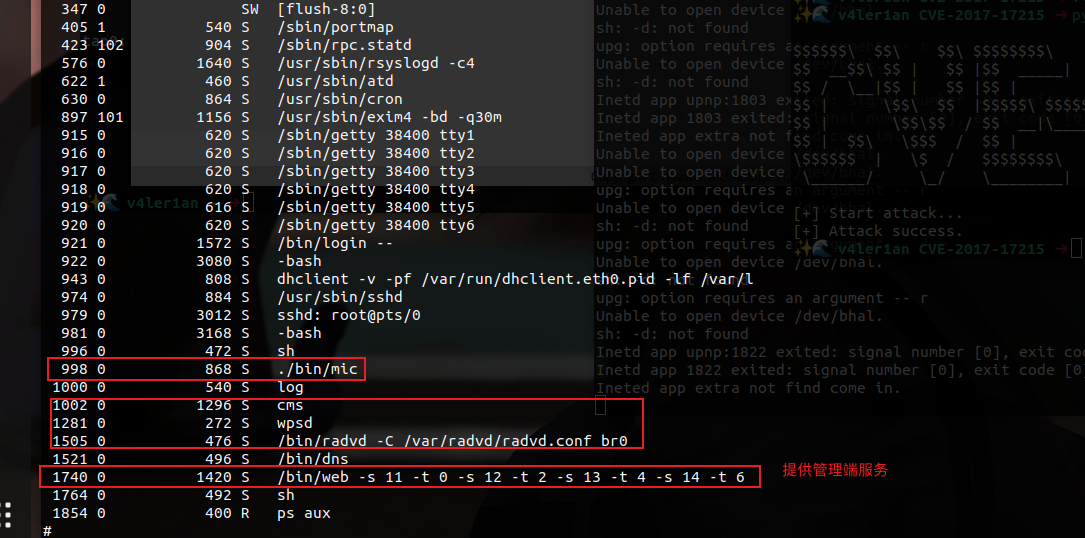 347 0 SW [flush-8:0]
405 1 540 S /sbin/portmap
423 102 904 S /sbin/rpc.statd
576 0 1640 S /usr/sbin/rsyslogd -c4
622 1 460 S /usr/sbin/atd
630 0 864 S /usr/sbin/cron
897 101 1156 S /usr/sbin/exim4 -bd -q30m
915 0 620 S /sbin/getty 38400 tty1
916 0 620 S /sbin/getty 38400 tty2
917 0 620 S /sbin/getty 38400 tty3
918 0 620 S /sbin/getty 38400 tty4
919 0 616 S /sbin/getty 38400 tty5
920 0 620 S /sbin/getty 38400 tty6
921 0 1572 S /bin/login --
922 0 3080 S -bash
943 0 808 S dhclient -v -pf /var/run/dhclient.eth0.pid -lf /var/l
974 0 884 S /usr/sbin/sshd
979 0 3012 S sshd: root@pts/0
981 0 3168 S -bash
996 0 472 S sh
998 0 868 S ./bin/mic
1000 0 540 S log
1002 0 1296 S cms
1281 0 272 S wpsd
1505 0 476 S /bin/radvd -C /var/radvd/radvd.conf br0
1521 0 496 S /bin/dns
1740 0 1420 S /bin/web -s 11 -t 0 -s 12 -t 2 -s 13 -t 4 -s 14 -t 6
1764 0 492 S sh
1854 0 400 R ps aux
#
v4ler1an
Unable to open device
sh: -d: not found
upg: option requires a
sh: -d: not found
Inetd app upnp:1803 ex
Inetd app 1803 exited:
Ineted app extra not f
Unable to open device
Unable to open device
upg: option requires an argument -- r
Unable to open device
sh: -d: not found
upg: option requires a
Unable to open device /dev/bhal.
upg: option requires an argument -- r
Unable to open device /dev/bhal.
sh: -d: not found
Inetd app upnp:1822 exited: signal number [0], exit cod
Inetd app 1822 exited: signal number [0], exit code [0
Ineted app extra not find come in.
v4ler1an CVE-2017-17215 → py
[+] Start attack...
[+] Attack success.
v4ler1an CVE-2017-17215 →
提供管理端服务